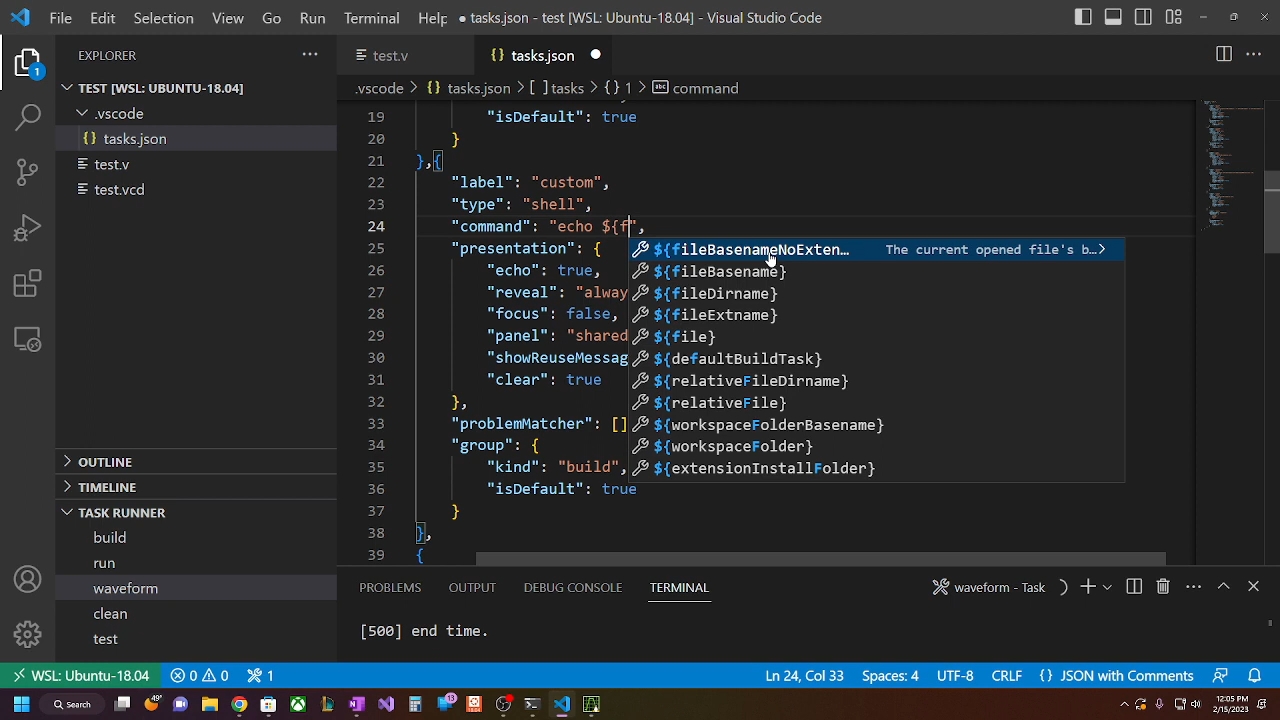 File Edit Selection View Go Run Terminal Help ● tasks.json - test [WSL: Ubuntu-18.04] - Visual Studio Code
EXPLORER
TEST [WSL: UBUNTU-18.04]
.vscode
{} tasks.json
test.v
test.vcd
OUTLINE
TIMELINE
TASK RUNNER
build
run
waveform
clean
test
1
test.v {} tasks.json
.vscode > {} tasks.json > [ ] tasks > {} 1 > abc command
19 "isDefault": true
20 }
21 },{
22 "label": "custom",
23 "type": "shell",
24 "command": "echo ${f",
25 "presentation": {
26 "echo": true,
27 "reveal": "alway
28 "focus": false,
29 "panel": "shared
30 "showReuseMessag
31 "clear": true
32 },
33 "problemMatcher": []
34 "group": {
35 "kind": "build",
36 "isDefault": true
37 }
38 },
39 {
${fileBasenameNoExten… The current opened file's b…
${fileBasename}
${fileDirname}
${fileExtname}
${file}
${defaultBuildTask}
${relativeFileDirname}
${relativeFile}
${workspaceFolderBasename}
${workspaceFolder}
${extensionInstallFolder}
PROBLEMS OUTPUT DEBUG CONSOLE TERMINAL waveform - Task
[500] end time.
WSL: Ubuntu-18.04 0 0 1 Ln 24, Col 33 Spaces: 4 UTF-8 CRLF {} JSON with Comments
Search 49° 13 12:05 PM
2/15/2023